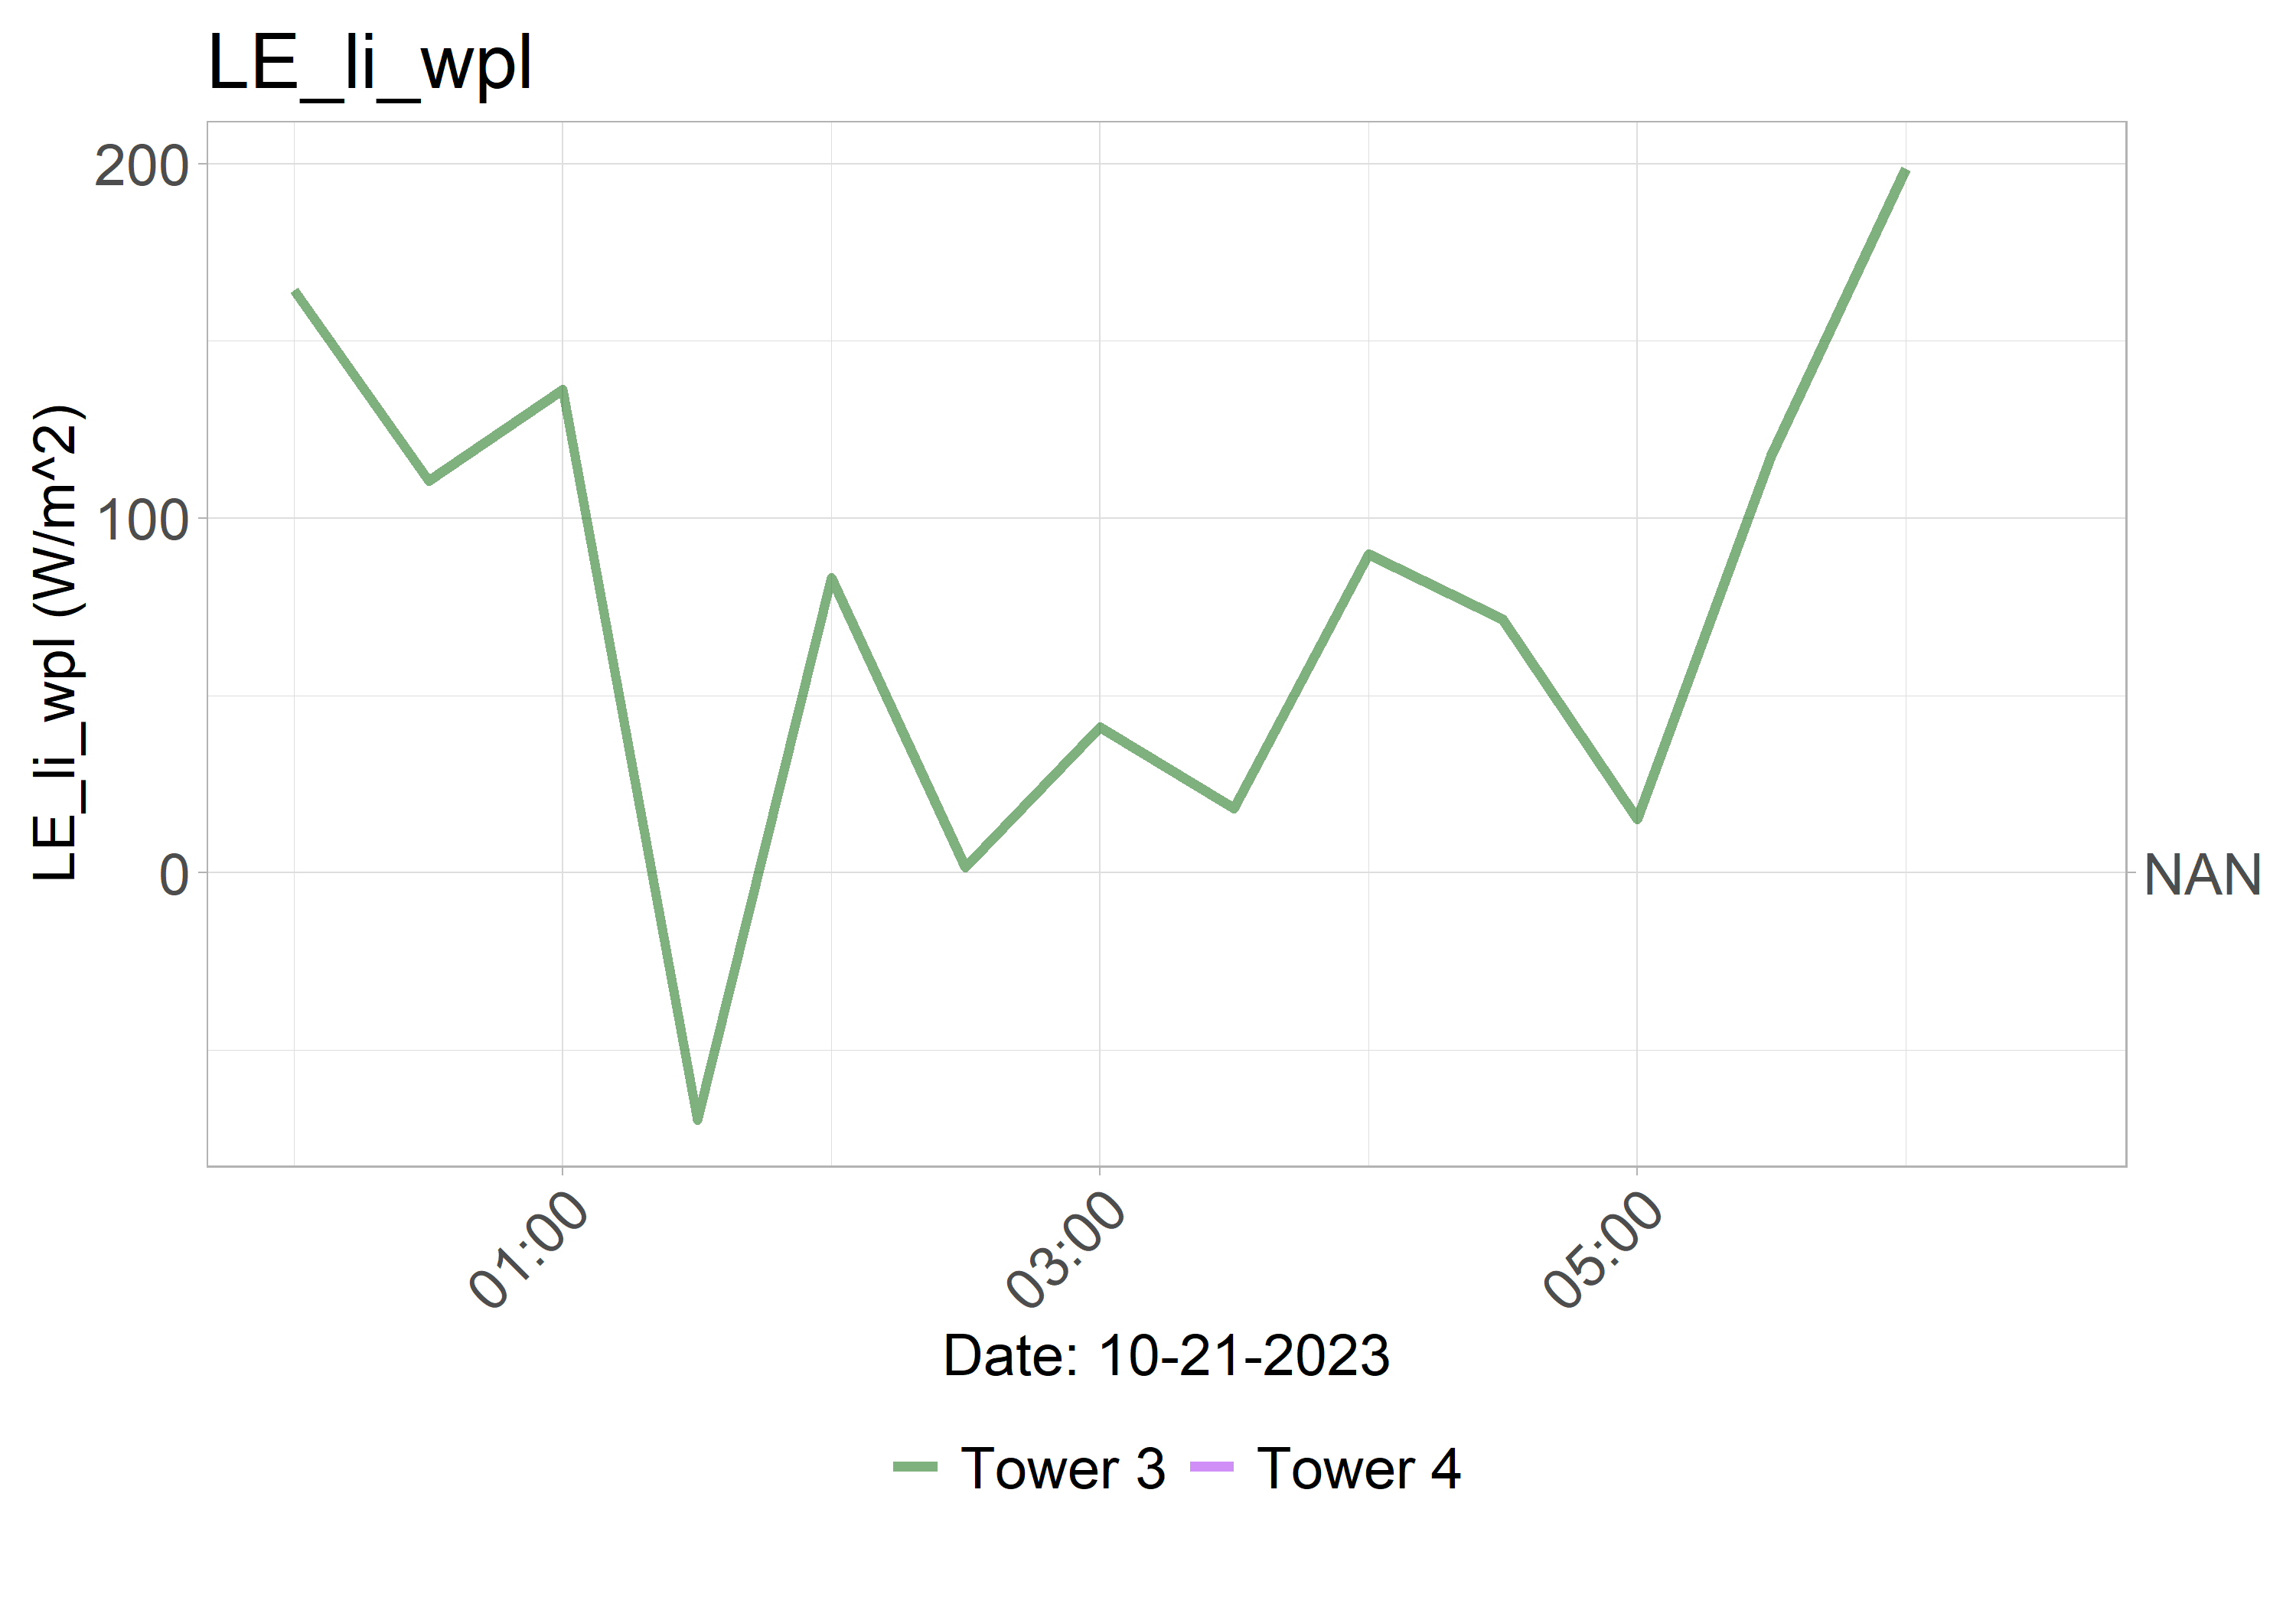 LE_li_wpl
LE_li_wpl (W/m^2)
200
100
0
NAN
01:00
03:00
05:00
Date: 10-21-2023
Tower 3
Tower 4